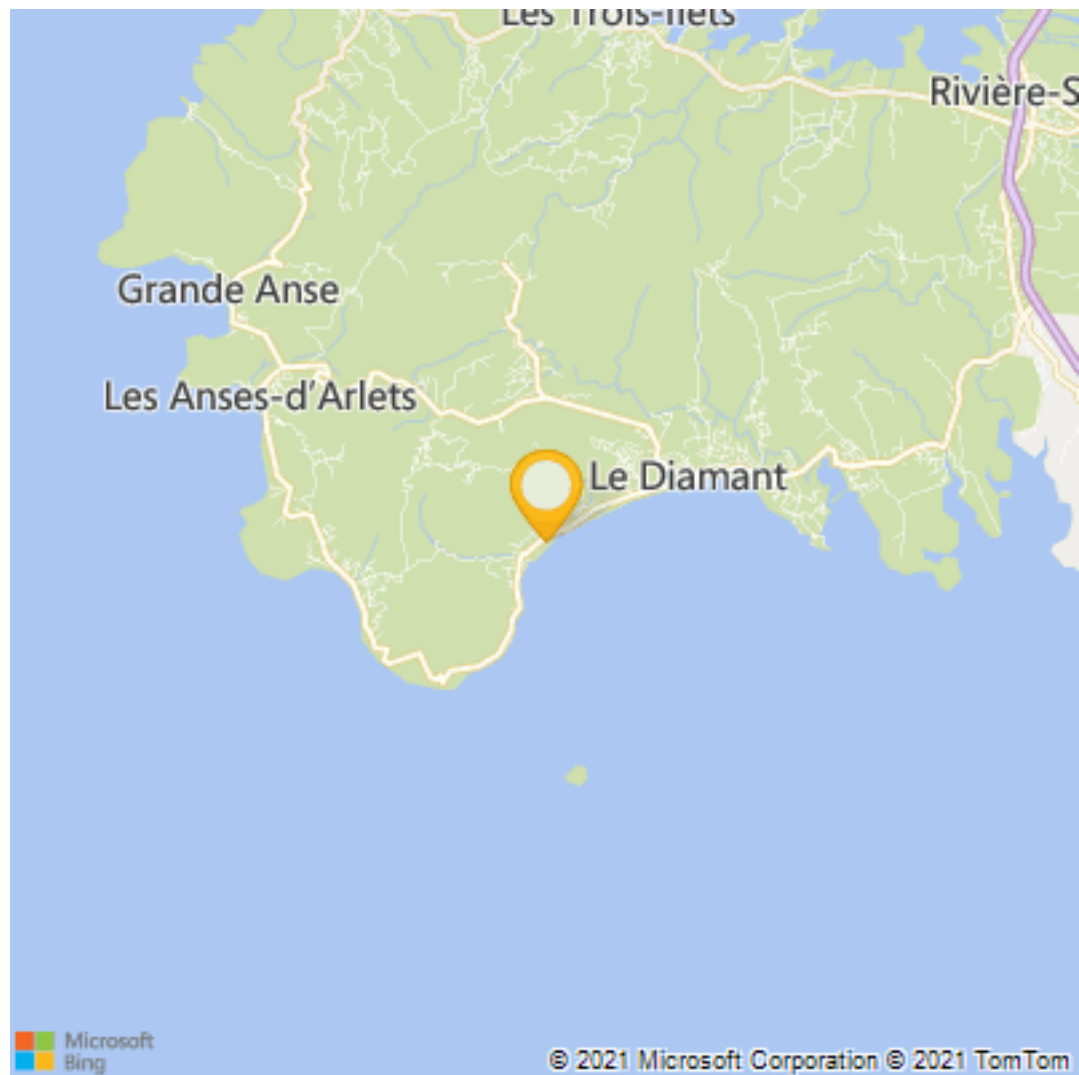 Les Trois-Îlets
Rivière-S
Grande Anse
Les Anses-d'Arlets
Le Diamant
Microsoft
Bing
© 2021 Microsoft Corporation © 2021 TomTom